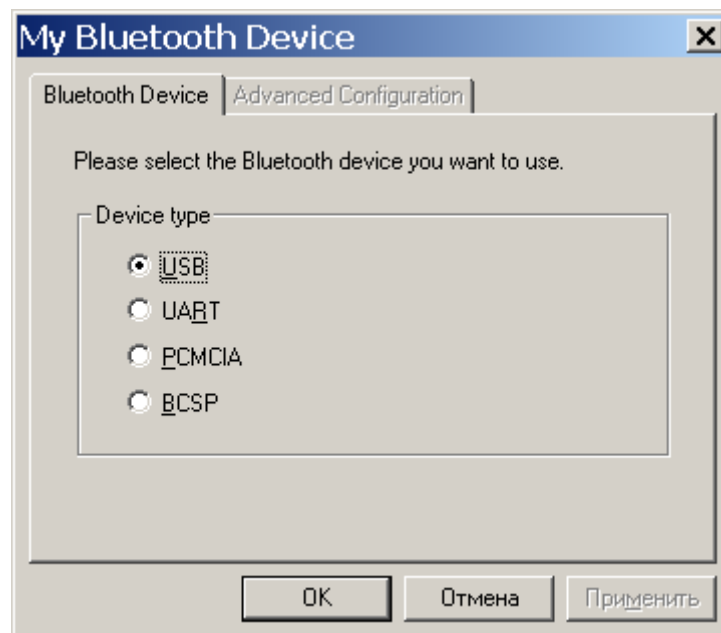 My Bluetooth Device
Bluetooth Device Advanced Configuration
Please select the Bluetooth device you want to use.
Device type
USB
UART
PCMCIA
BCSP
OK Отмена Применить